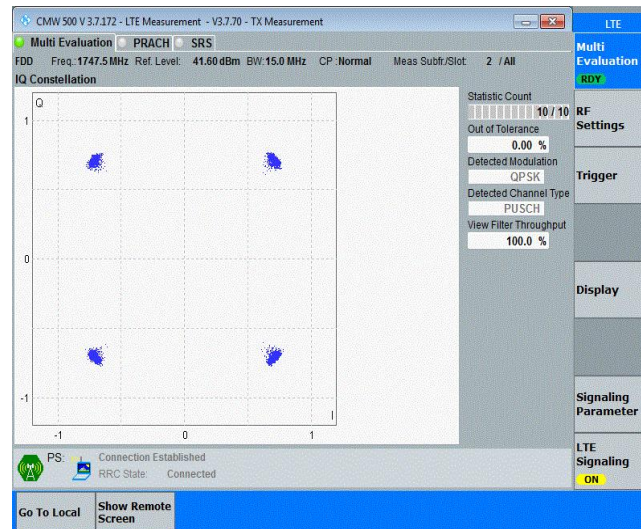 CMW 500 V 3.7.172 - LTE Measurement - V3.7.70 - TX Measurement
LTE
Multi Evaluation PRACH SRS
Multi
Evaluation
RDY
FDD Freq.:1747.5 MHz Ref. Level: 41.60 dBm BW:15.0 MHz CP :Normal Meas Subfr./Slot: 2 / All
IQ Constellation
Q
1
0
-1
-1 0 1
I
Statistic Count
10 / 10
Out of Tolerance
0.00 %
Detected Modulation
QPSK
Detected Channel Type
PUSCH
View Filter Throughput
100.0 %
RF
Settings
Trigger
Display
Signaling
Parameter
LTE
Signaling
ON
PS: Connection Established
RRC State: Connected
Go To Local
Show Remote
Screen